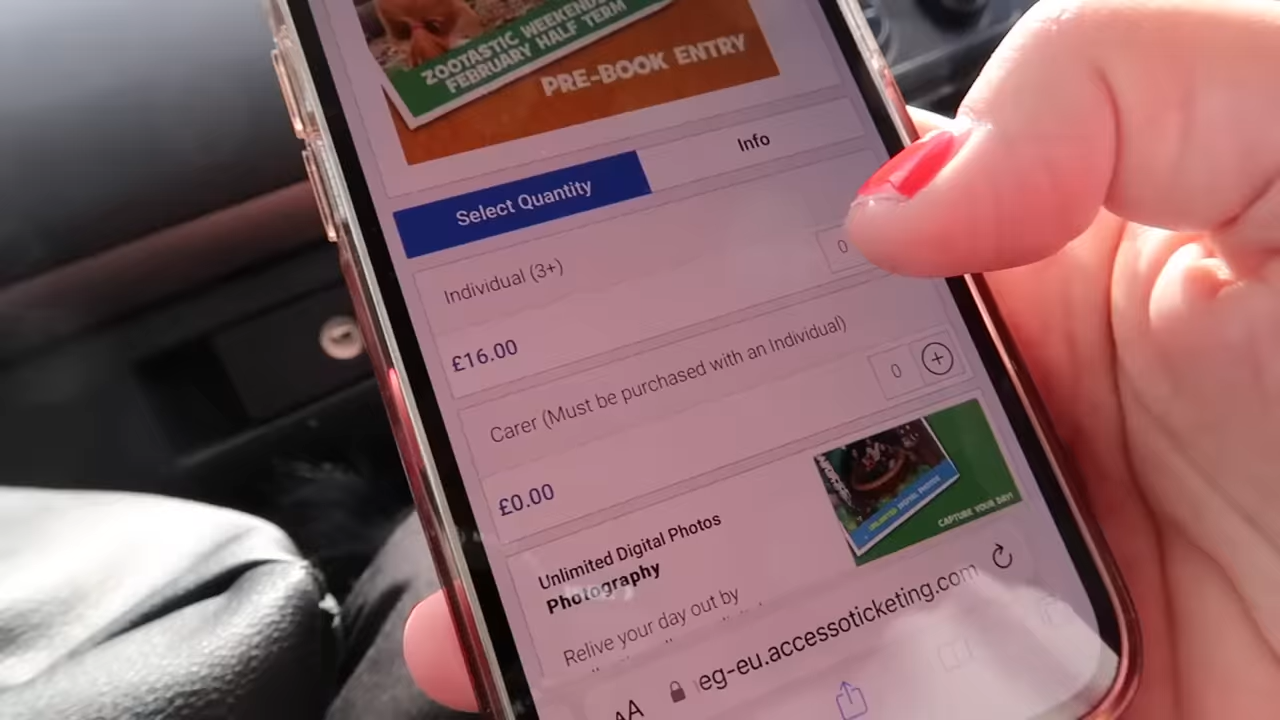 ZOOTASTIC WEEKENDS
FEBRUARY HALF TERM
PRE-BOOK ENTRY
Select Quantity
Info
Individual (3+)
0
£16.00
Carer (Must be purchased with an Individual)
0
£0.00
Unlimited Digital Photos
Photography
Relive your day out by
UNLIMITED DIGITAL PHOTOS
CAPTURE YOUR DAY!
AA
eg-eu.accessoticketing.com